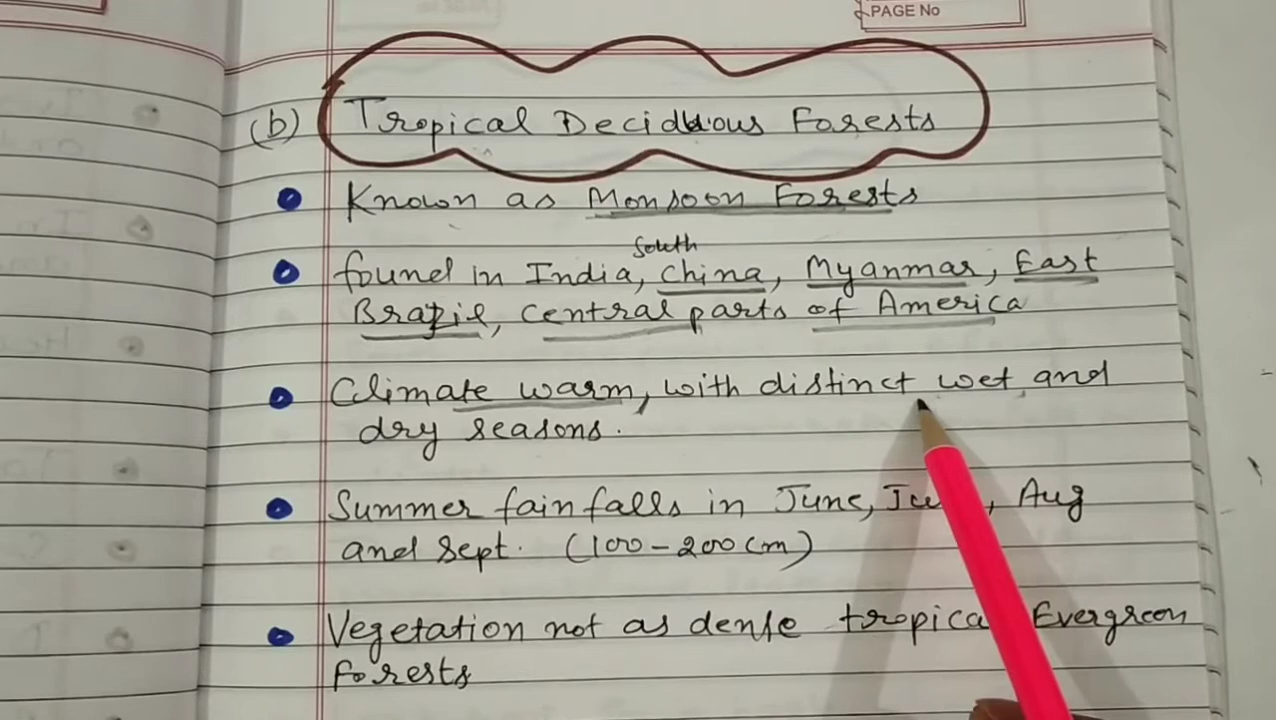 PAGE No
(b) Tropical Deciduous Forests
Known as Monsoon Forests
South
found in India, China, Myanmar, East
Brazil, central parts of America
Climate warm, with distinct wet and
dry seasons.
Summer fain falls in June, Aug
and Sept. (100-200 cm)
Vegetation not as dense Evergreen
Forests